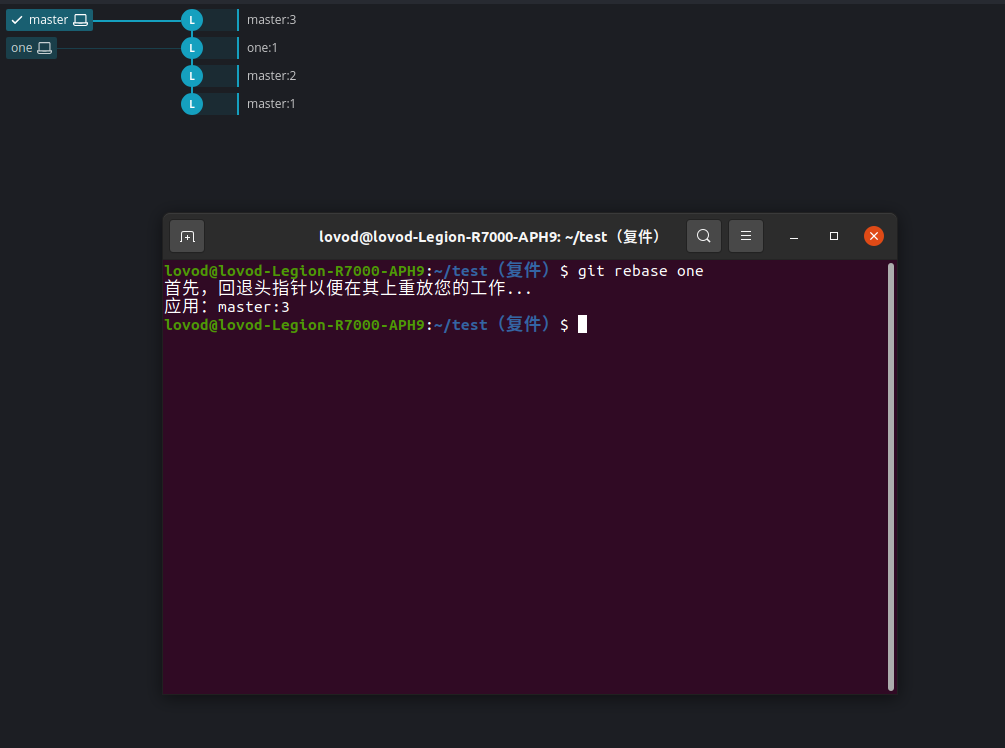 master
L
master:3
one
L
one:1
L
master:2
L
master:1
lovod@lovod-Legion-R7000-APH9: ~/test（复件）
lovod@lovod-Legion-R7000-APH9:~/test（复件）$ git rebase one
首先，回退头指针以便在其上重放您的工作...
应用：master:3
lovod@lovod-Legion-R7000-APH9:~/test（复件）$